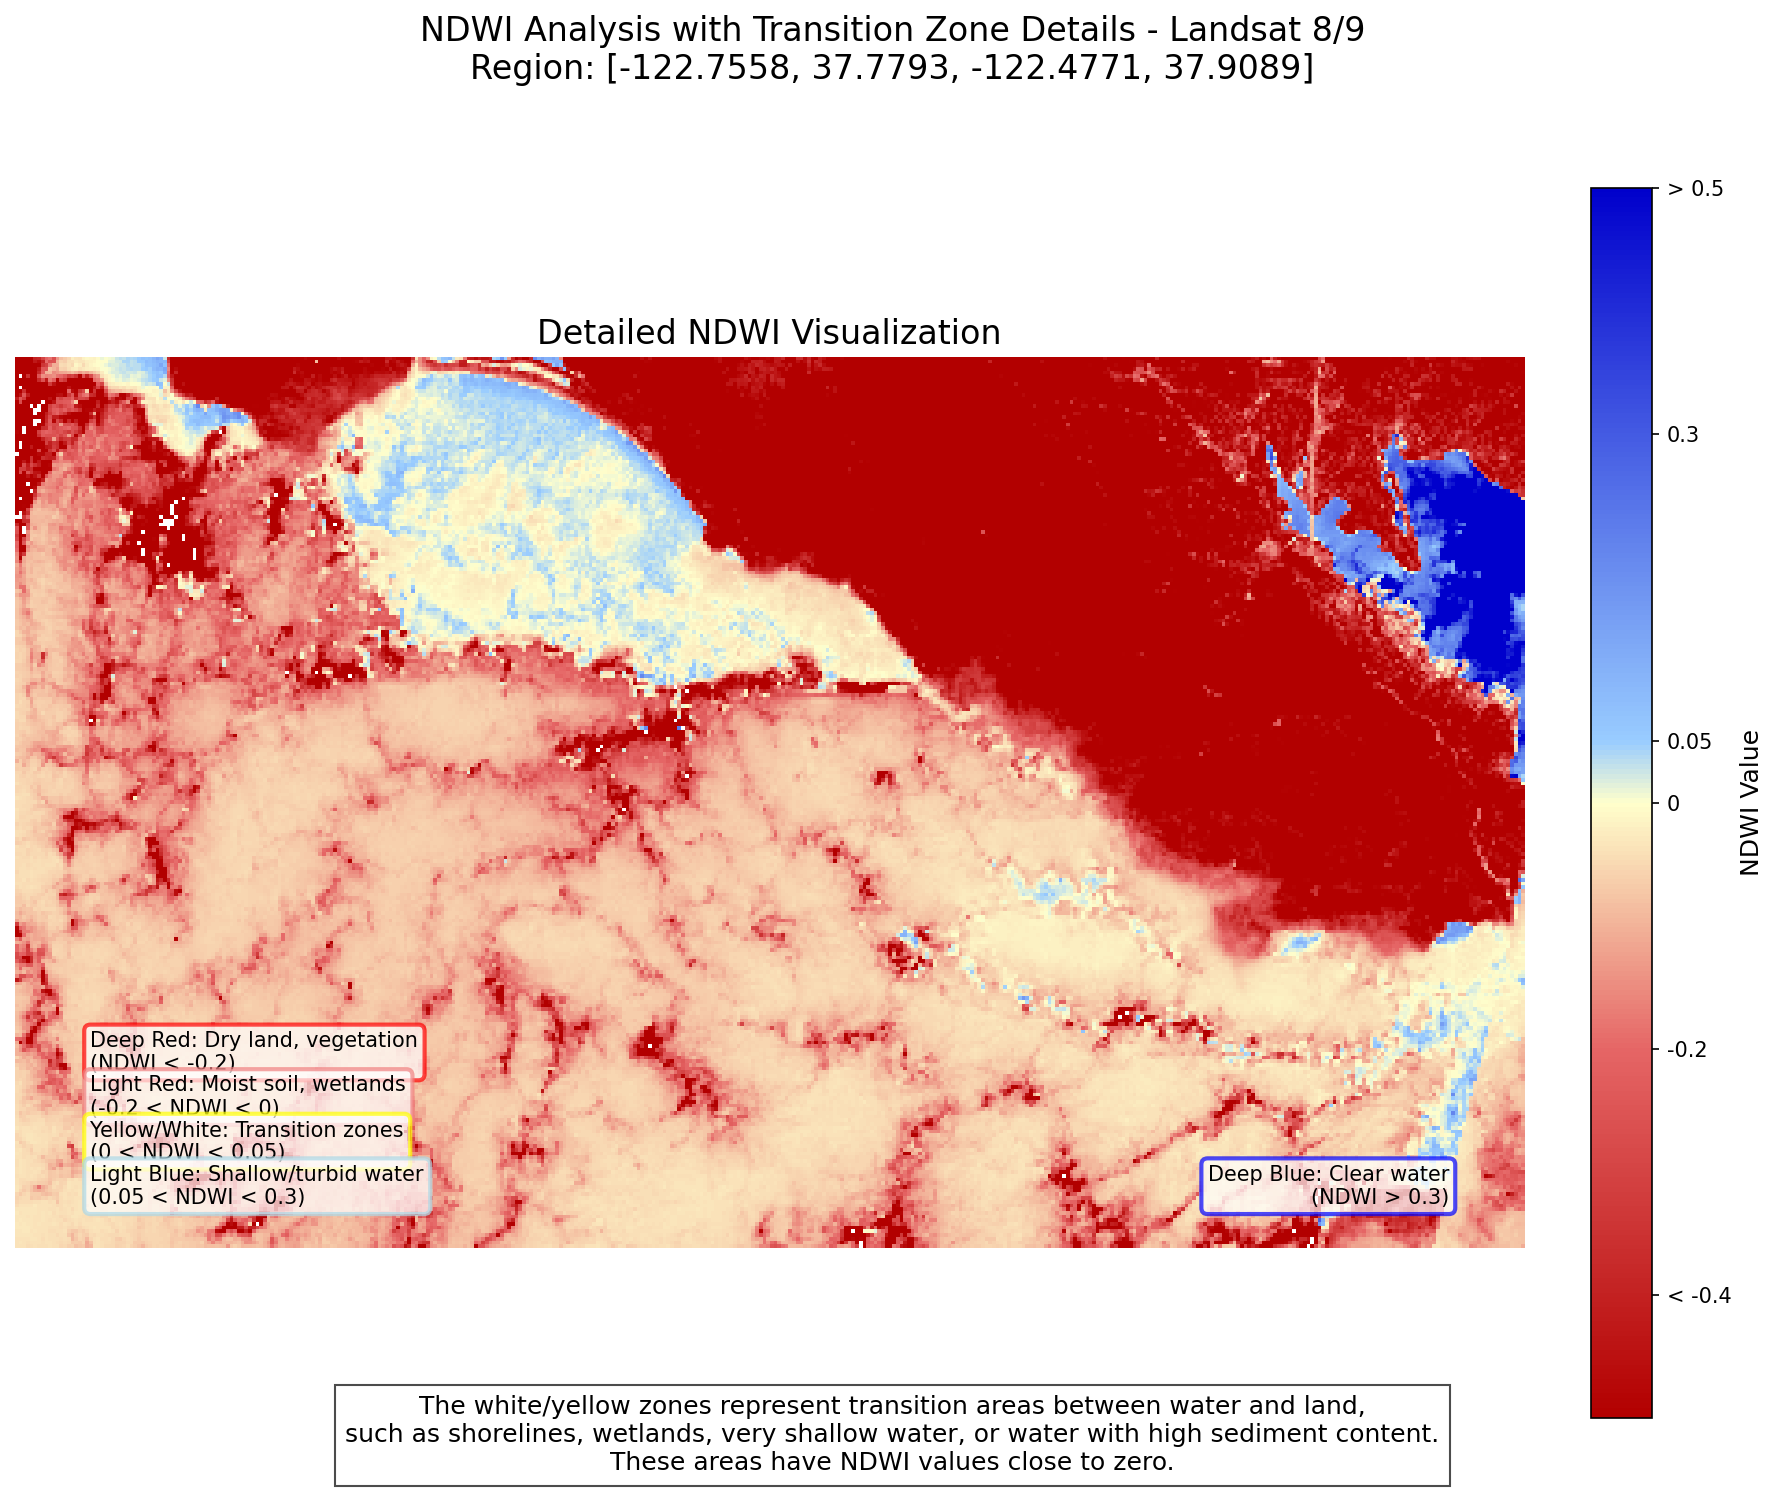 NDWI Analysis with Transition Zone Details - Landsat 8/9
Region: [-122.7558, 37.7793, -122.4771, 37.9089]
Detailed NDWI Visualization
> 0.5
0.3
0.05
0
-0.2
< -0.4
NDWI Value
Deep Red: Dry land, vegetation
(NDWI < -0.2)
Light Red: Moist soil, wetlands
(-0.2 < NDWI < 0)
Yellow/White: Transition zones
(0 < NDWI < 0.05)
Light Blue: Shallow/turbid water
(0.05 < NDWI < 0.3)
Deep Blue: Clear water
(NDWI > 0.3)
The white/yellow zones represent transition areas between water and land,
such as shorelines, wetlands, very shallow water, or water with high sediment content.
These areas have NDWI values close to zero.